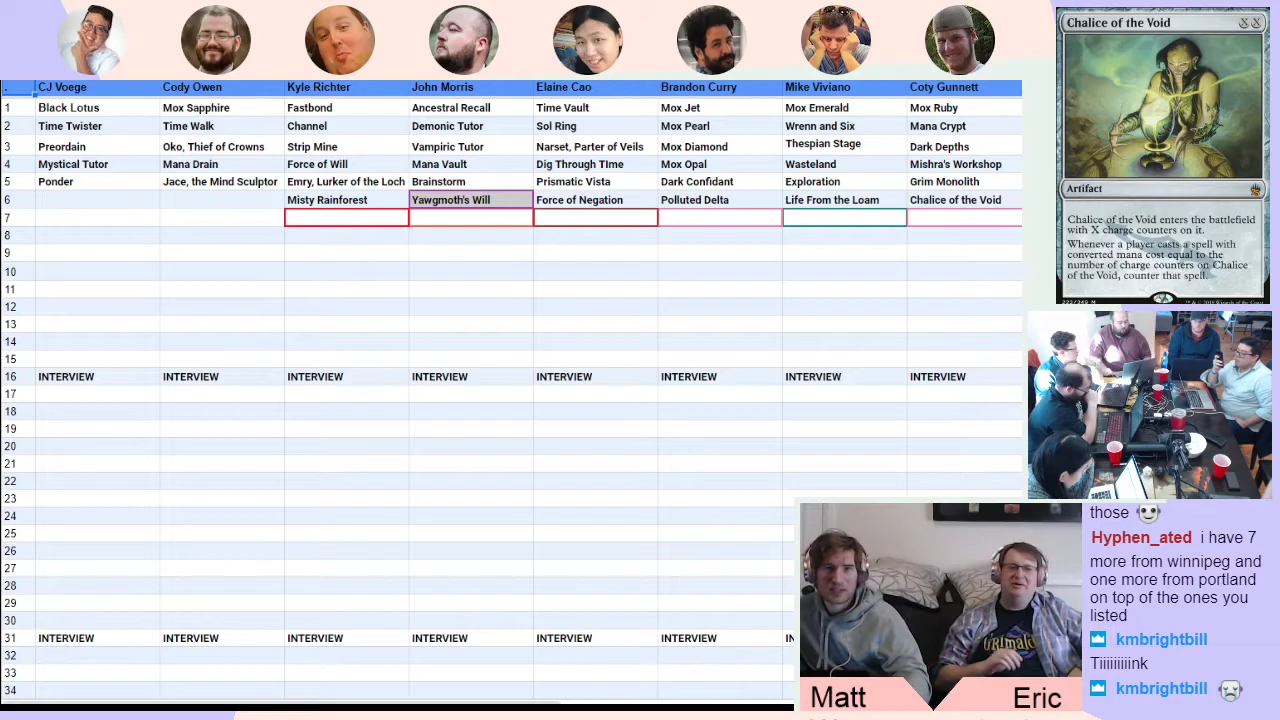 . CJ Voege Cody Owen Kyle Richter John Morris Elaine Cao Brandon Curry Mike Viviano Coty Gunnett
1 Black Lotus Mox Sapphire Fastbond Ancestral Recall Time Vault Mox Jet Mox Emerald Mox Ruby
2 Time Twister Time Walk Channel Demonic Tutor Sol Ring Mox Pearl Wrenn and Six Mana Crypt
3 Preordain Oko, Thief of Crowns Strip Mine Vampiric Tutor Narset, Parter of Veils Mox Diamond Thespian Stage Dark Depths
4 Mystical Tutor Mana Drain Force of Will Mana Vault Dig Through TIme Mox Opal Wasteland Mishra's Workshop
5 Ponder Jace, the Mind Sculptor Emry, Lurker of the Loch Brainstorm Prismatic Vista Dark Confidant Exploration Grim Monolith
6 Misty Rainforest Yawgmoth's Will Force of Negation Polluted Delta Life From the Loam Chalice of the Void
7
8
9
10
11
12
13
14
15
16 INTERVIEW INTERVIEW INTERVIEW INTERVIEW INTERVIEW INTERVIEW INTERVIEW INTERVIEW
17
18
19
20
21
22
23
24
25
26
27
28
29
30
31 INTERVIEW INTERVIEW INTERVIEW INTERVIEW INTERVIEW INTERVIEW IN
32
33
34
Chalice of the Void X X
Artifact
Chalice of the Void enters the battlefield
with X charge counters on it.
Whenever a player casts a spell with
converted mana cost equal to the
number of charge counters on Chalice
of the Void, counter that spell.
those
Hyphen_ated i have 7
more from winnipeg and
one more from portland
on top of the ones you
listed
kmbrightbill
Tiiiiiiiink
kmbrightbill
Matt Eric